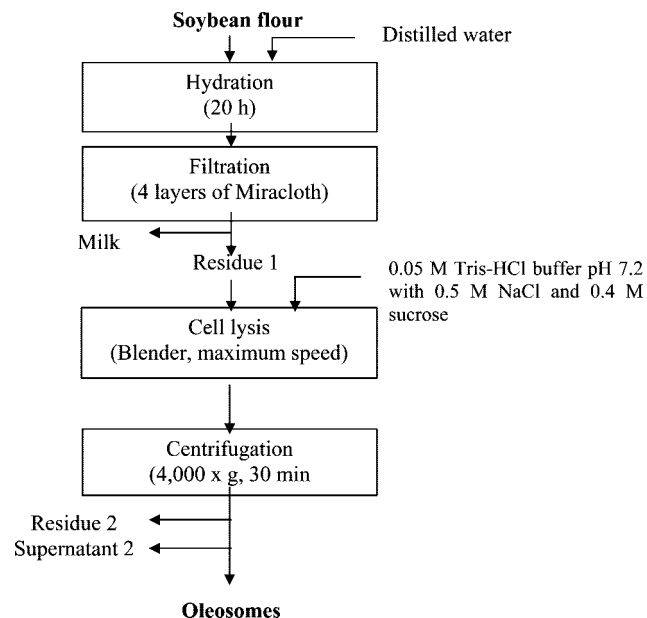 Soybean flour
Distilled water
Hydration
(20 h)
Filtration
(4 layers of Miracloth)
Milk
Residue 1
0.05 M Tris-HCl buffer pH 7.2
with 0.5 M NaCl and 0.4 M
sucrose
Cell lysis
(Blender, maximum speed)
Centrifugation
(4,000 x g, 30 min
Residue 2
Supernatant 2
Oleosomes